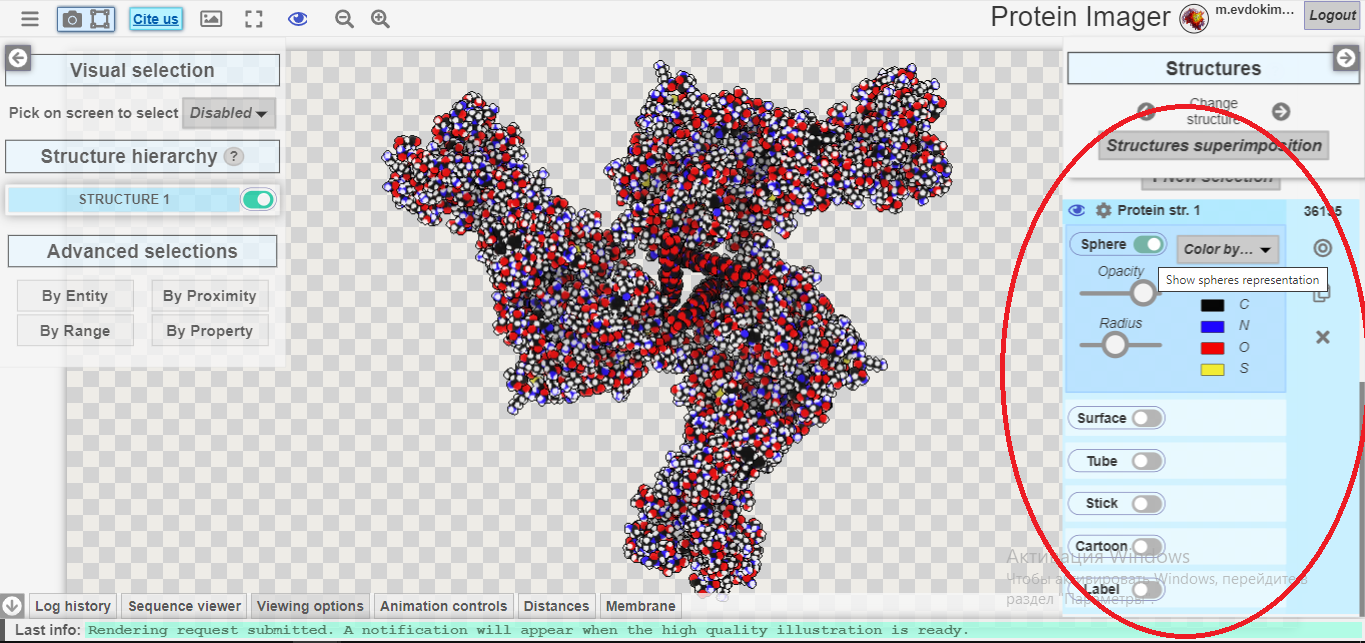 Cite us
Protein Imager
m.evdokim...
Logout
Visual selection
Pick on screen to select
Disabled
Structure hierarchy ?
STRUCTURE 1
Advanced selections
By Entity
By Proximity
By Range
By Property
Structures
Change
structure
Structures superimposition
New Selection
Protein str. 1
Sphere
Color by...
Opacity
Show spheres representation
C
Radius
N
O
S
Surface
Tube
Stick
Cartoon
Label
Активация Windows
Чтобы активировать Windows, перейдите в
раздел "Параметры".
Log history
Sequence viewer
Viewing options
Animation controls
Distances
Membrane
Last info: Rendering request submitted. A notification will appear when the high quality illustration is ready.